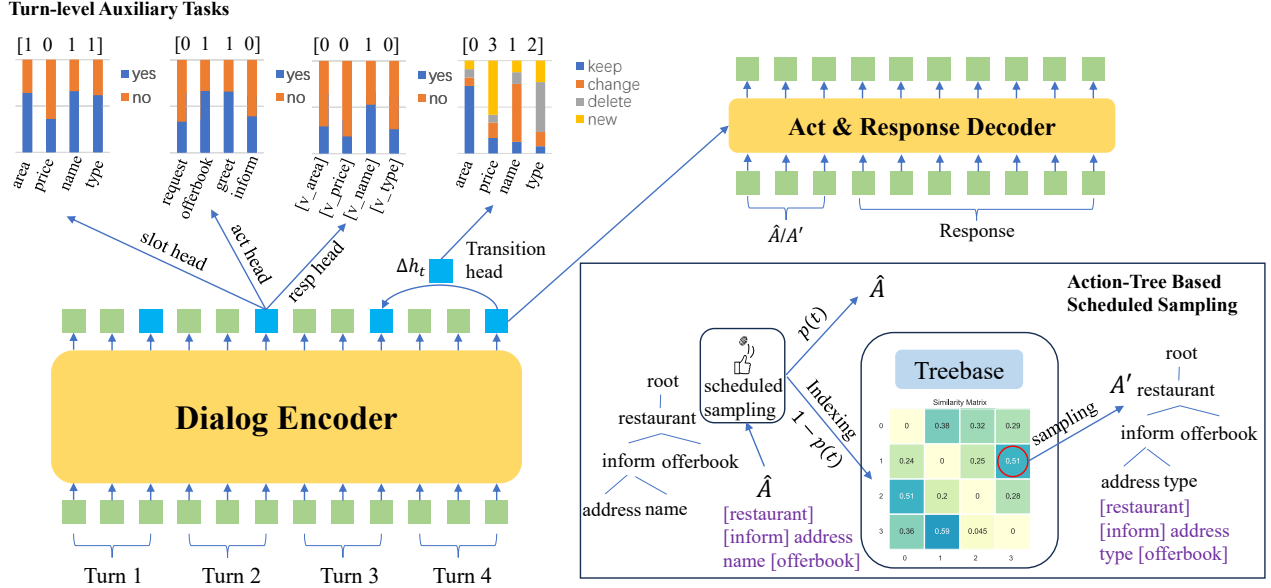 Turn-level Auxiliary Tasks
[1 0 1 1]
[0 1 1 0]
[0 0 1 0]
[0 3 1 2]
yes
no
yes
no
yes
no
keep
change
delete
new
area
price
name
type
request
offerbook
greet
inform
[v_area]
[v_price]
[v_name]
[v_type]
area
price
name
type
slot head
act head
resp head
Δhₜ
Transition
head
Dialog Encoder
Turn 1
Turn 2
Turn 3
Turn 4
Act & Response Decoder
Â/A′
Response
Action-Tree Based
Scheduled Sampling
root
restaurant
inform offerbook
address name
scheduled
sampling
Â
[restaurant]
[inform] address
name [offerbook]
p(t)
Â
Indexing
1 − p(t)
Treebase
Similarity Matrix
0 0 0.38 0.32 0.29
1 0.24 0 0.25 0.51
2 0.51 0.2 0 0.28
3 0.36 0.59 0.045 0
0 1 2 3
sampling
A′
root
restaurant
inform offerbook
address type
[restaurant]
[inform] address
type [offerbook]